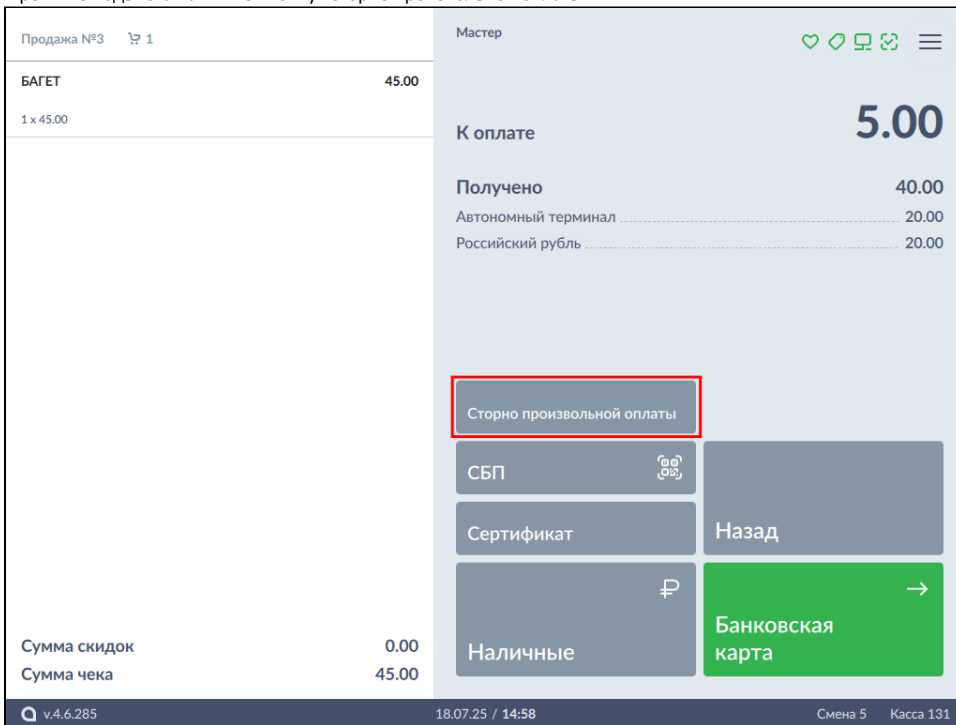 Продажа №3 1
БАГЕТ 45.00
1 x 45.00
Сумма скидок 0.00
Сумма чека 45.00
Мастер
К оплате 5.00
Получено 40.00
Автономный терминал 20.00
Российский рубль 20.00
Сторно произвольной оплаты
СБП
Сертификат
Назад
Наличные
Банковская
карта
v.4.6.285 18.07.25 / 14:58 Смена 5 Касса 131